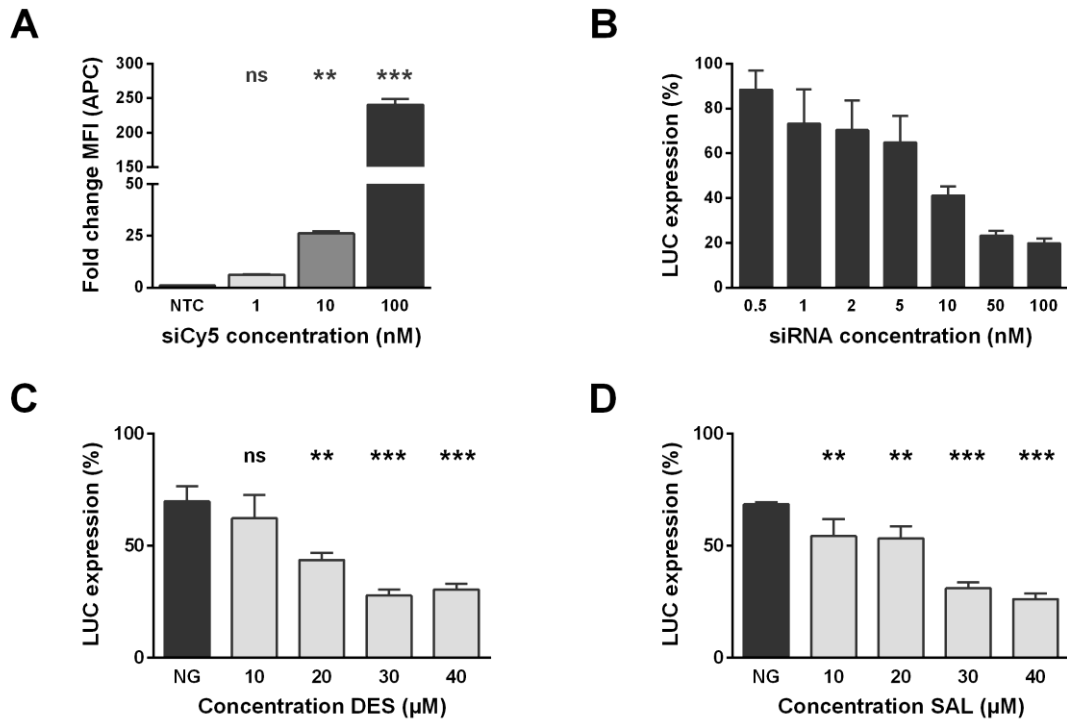 A
Fold change MFI (APC)
300
250
200
150
50
25
0
ns ** ***
NTC 1 10 100
siCy5 concentration (nM)
B
LUC expression (%)
100
80
60
40
20
0
0.5 1 2 5 10 50 100
siRNA concentration (nM)
C
LUC expression (%)
100
50
0
ns ** *** ***
NG 10 20 30 40
Concentration DES (µM)
D
LUC expression (%)
100
50
0
** ** *** ***
NG 10 20 30 40
Concentration SAL (µM)